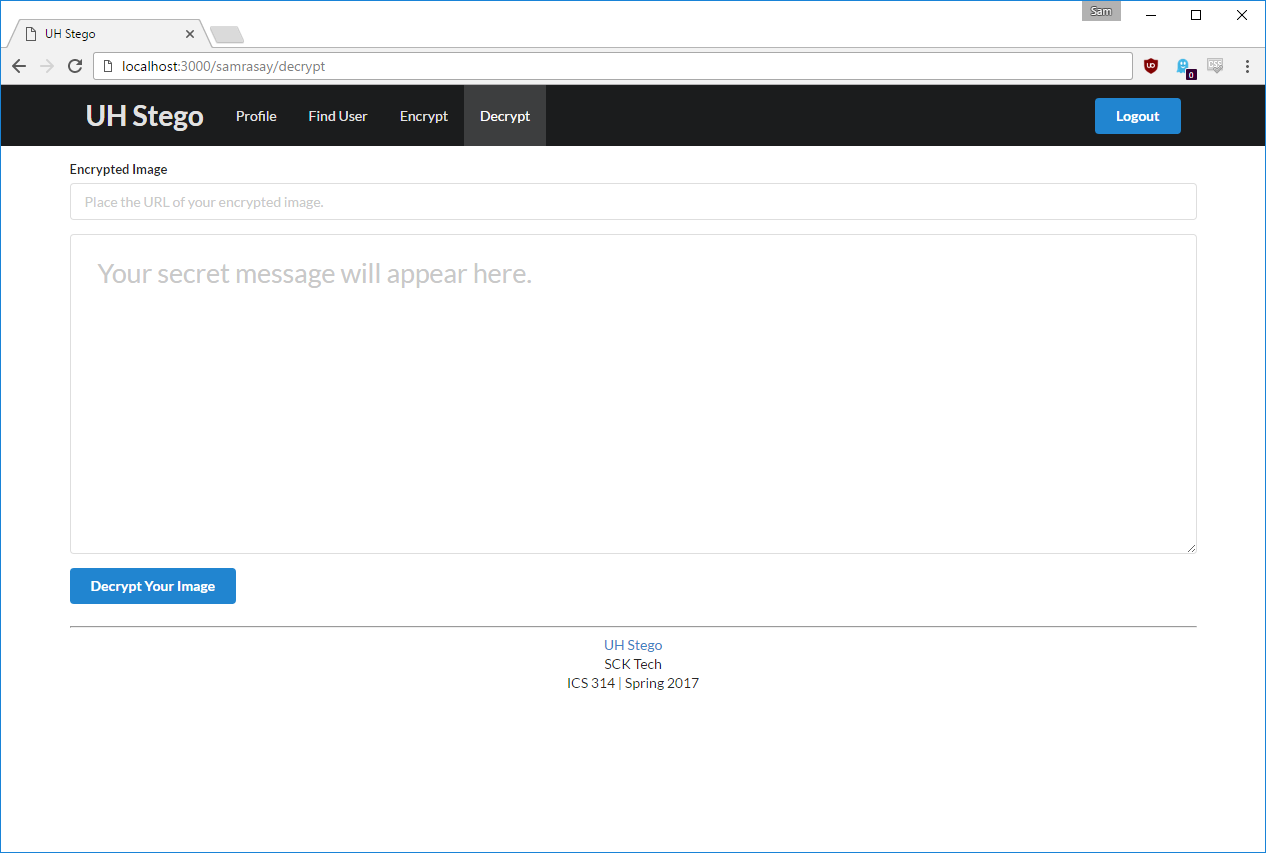 Sam
UH Stego
localhost:3000/samrasay/decrypt
UO
0
CSS
UH Stego Profile Find User Encrypt Decrypt Logout
Encrypted Image
Place the URL of your encrypted image.
Your secret message will appear here.
Decrypt Your Image
UH Stego
SCK Tech
ICS 314 | Spring 2017